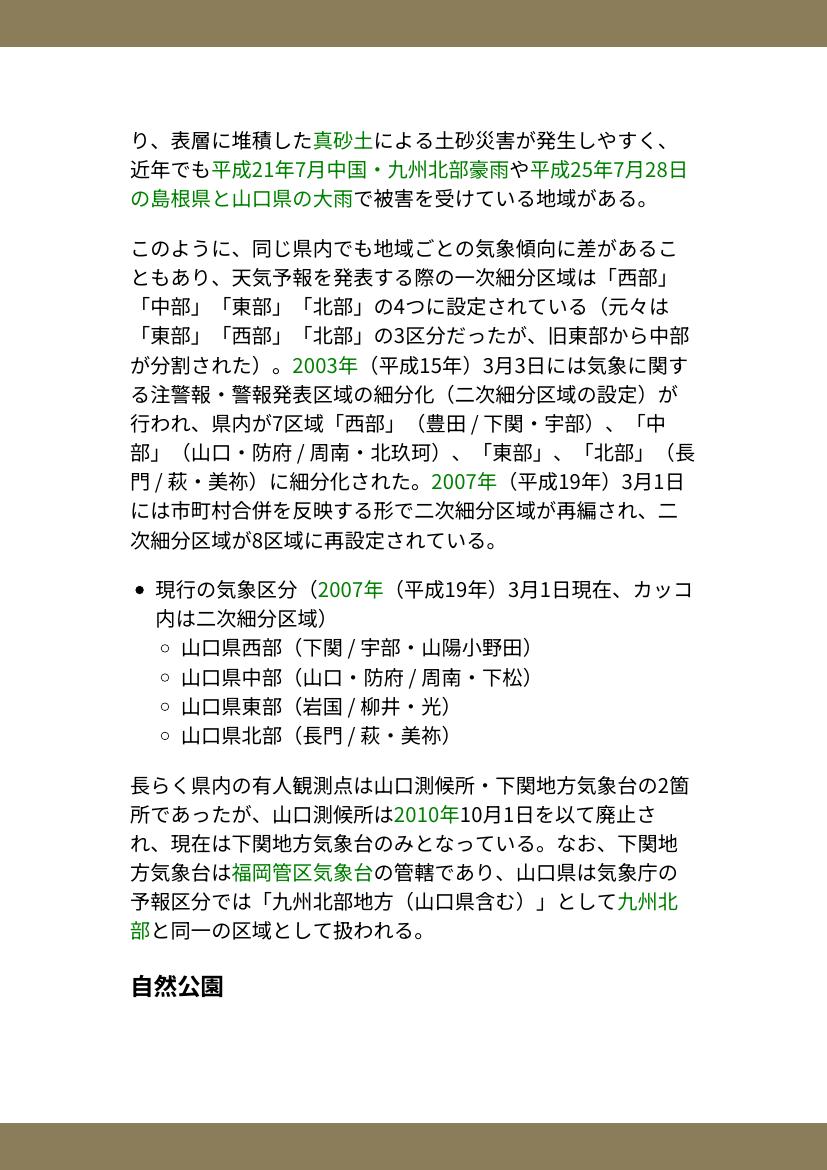 り、表層に堆積した真砂土による土砂災害が発生しやすく、
近年でも平成21年7月中国・九州北部豪雨や平成25年7月28日
の島根県と山口県の大雨で被害を受けている地域がある。
このように、同じ県内でも地域ごとの気象傾向に差があるこ
ともあり、天気予報を発表する際の一次細分区域は「西部」
「中部」「東部」「北部」の4つに設定されている（元々は
「東部」「西部」「北部」の3区分だったが、旧東部から中部
が分割された）。2003年（平成15年）3月3日には気象に関す
る注警報・警報発表区域の細分化（二次細分区域の設定）が
行われ、県内が7区域「西部」（豊田 / 下関・宇部）、「中
部」（山口・防府 / 周南・北玖珂）、「東部」、「北部」（長
門 / 萩・美祢）に細分化された。2007年（平成19年）3月1日
には市町村合併を反映する形で二次細分区域が再編され、二
次細分区域が8区域に再設定されている。
• 現行の気象区分（2007年（平成19年）3月1日現在、カッコ
内は二次細分区域）
◦ 山口県西部（下関 / 宇部・山陽小野田）
◦ 山口県中部（山口・防府 / 周南・下松）
◦ 山口県東部（岩国 / 柳井・光）
◦ 山口県北部（長門 / 萩・美祢）
長らく県内の有人観測点は山口測候所・下関地方気象台の2箇
所であったが、山口測候所は2010年10月1日を以て廃止さ
れ、現在は下関地方気象台のみとなっている。なお、下関地
方気象台は福岡管区気象台の管轄であり、山口県は気象庁の
予報区分では「九州北部地方（山口県含む）」として九州北
部と同一の区域として扱われる。
自然公園